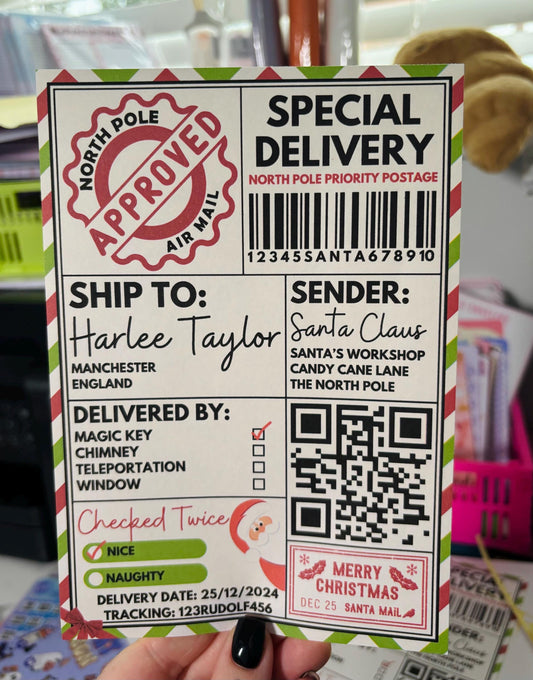 NORTH POLE
APPROVED
AIR MAIL
SPECIAL
DELIVERY
NORTH POLE PRIORITY POSTAGE
12345SANTA678910
SHIP TO:
Harlee Taylor
MANCHESTER
ENGLAND
SENDER:
Santa Claus
SANTA'S WORKSHOP
CANDY CANE LANE
THE NORTH POLE
DELIVERED BY:
MAGIC KEY
CHIMNEY
TELEPORTATION
WINDOW
Checked Twice
NICE
NAUGHTY
DELIVERY DATE: 25/12/2024
TRACKING: 123RUDOLF456
MERRY
CHRISTMAS
DEC 25 SANTA MAIL
DELIVERY
SENDER: